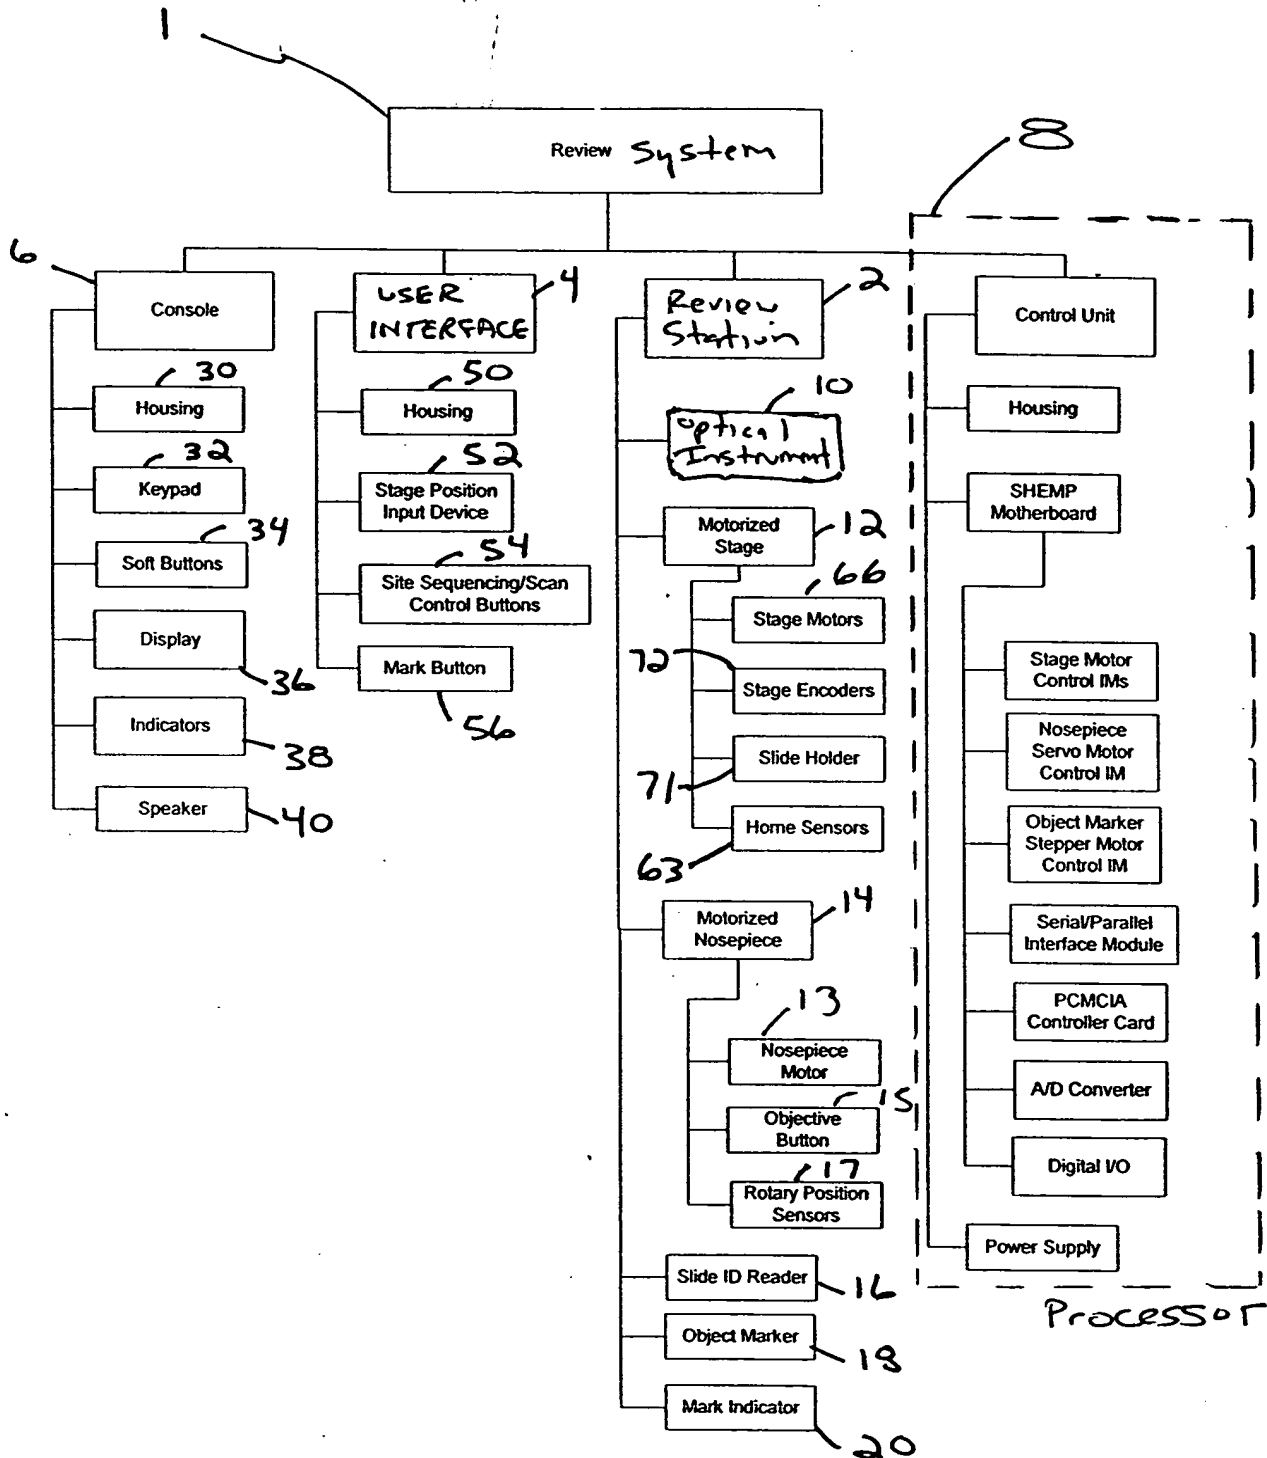 1
8
Review System
6
Console
USER
INTERFACE
4
Review
Station
2
Control Unit
30
Housing
32
Keypad
34
Soft Buttons
Display
36
Indicators
38
Speaker
40
50
Housing
52
Stage Position
Input Device
54
Site Sequencing/Scan
Control Buttons
Mark Button
56
10
Optical
Instrument
Motorized
Stage
12
66
Stage Motors
72
Stage Encoders
Slide Holder
71
Home Sensors
63
Motorized
Nosepiece
14
13
Nosepiece
Motor
15
Objective
Button
17
Rotary Position
Sensors
Slide ID Reader
16
Object Marker
18
Mark Indicator
20
Housing
SHEMP
Motherboard
Stage Motor
Control IMs
Nosepiece
Servo Motor
Control IM
Object Marker
Stepper Motor
Control IM
Serial/Parallel
Interface Module
PCMCIA
Controller Card
A/D Converter
Digital I/O
Power Supply
Processor